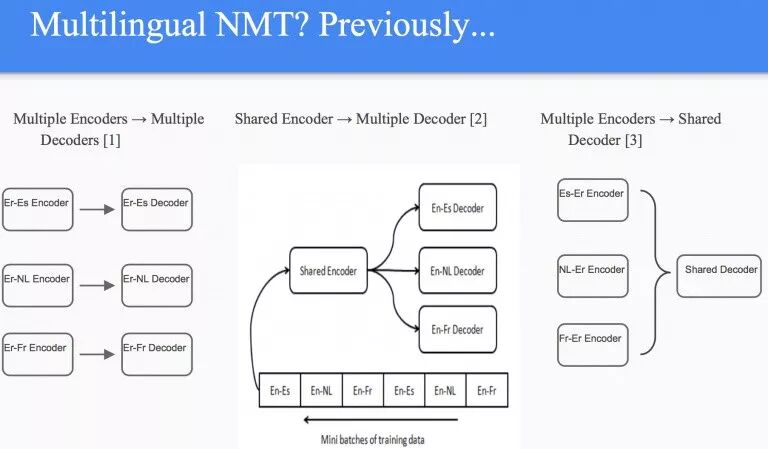 Multilingual NMT? Previously...
Multiple Encoders → Multiple
Decoders [1]
Er-Es Encoder
Er-Es Decoder
Er-NL Encoder
Er-NL Decoder
Er-Fr Encoder
Er-Fr Decoder
Shared Encoder → Multiple Decoder [2]
En-Es Decoder
Shared Encoder
En-NL Decoder
En-Fr Decoder
En-Es En-NL En-Fr En-Es En-NL En-Fr
Mini batches of training data
Multiple Encoders → Shared
Decoder [3]
Es-Er Encoder
NL-Er Encoder
Shared Decoder
Fr-Er Encoder